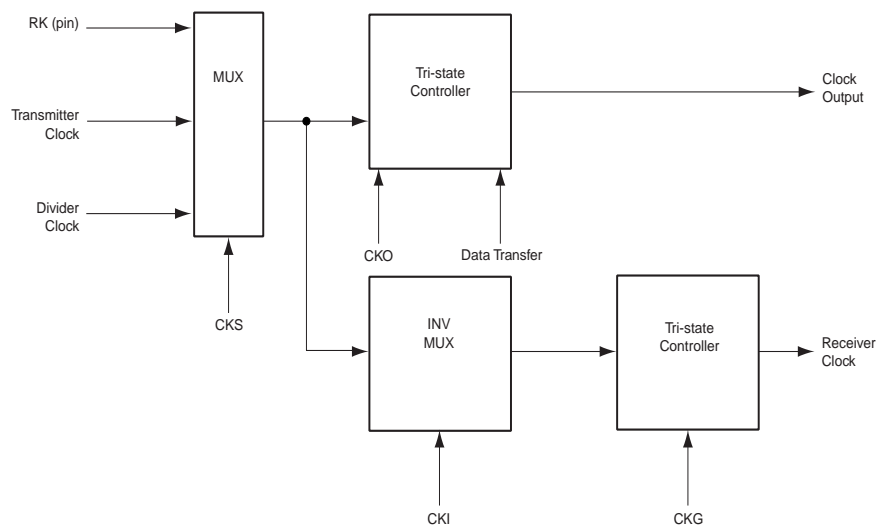 RK (pin)
MUX
Tri-state
Controller
Clock
Output
Transmitter
Clock
Divider
Clock
CKO
Data Transfer
CKS
INV
MUX
Tri-state
Controller
Receiver
Clock
CKI
CKG